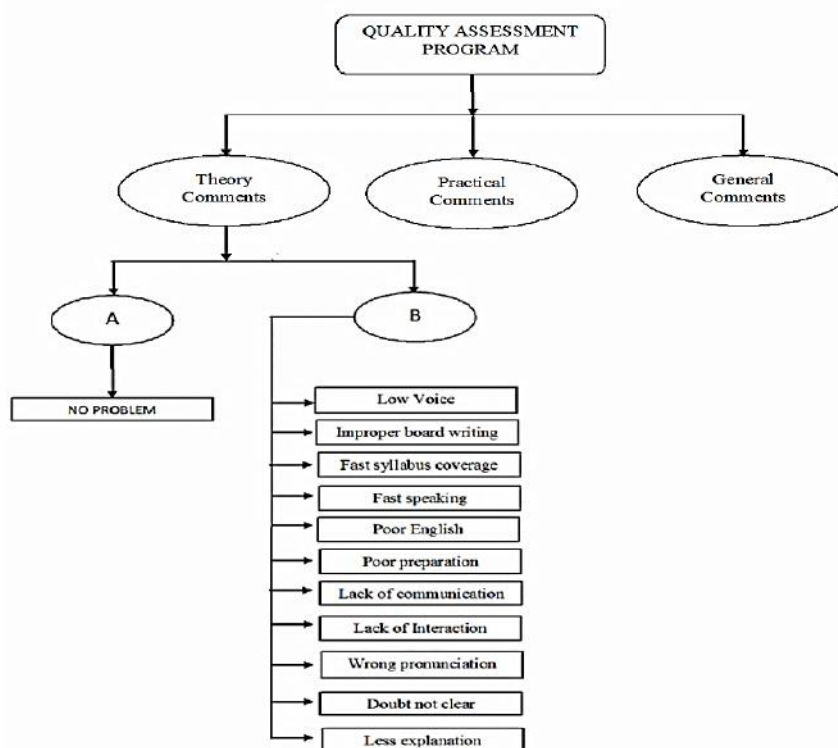 QUALITY ASSESSMENT
PROGRAM
Theory
Comments
Practical
Comments
General
Comments
A
B
NO PROBLEM
Low Voice
Improper board writing
Fast syllabus coverage
Fast speaking
Poor English
Poor preparation
Lack of communication
Lack of Interaction
Wrong pronunciation
Doubt not clear
Less explanation